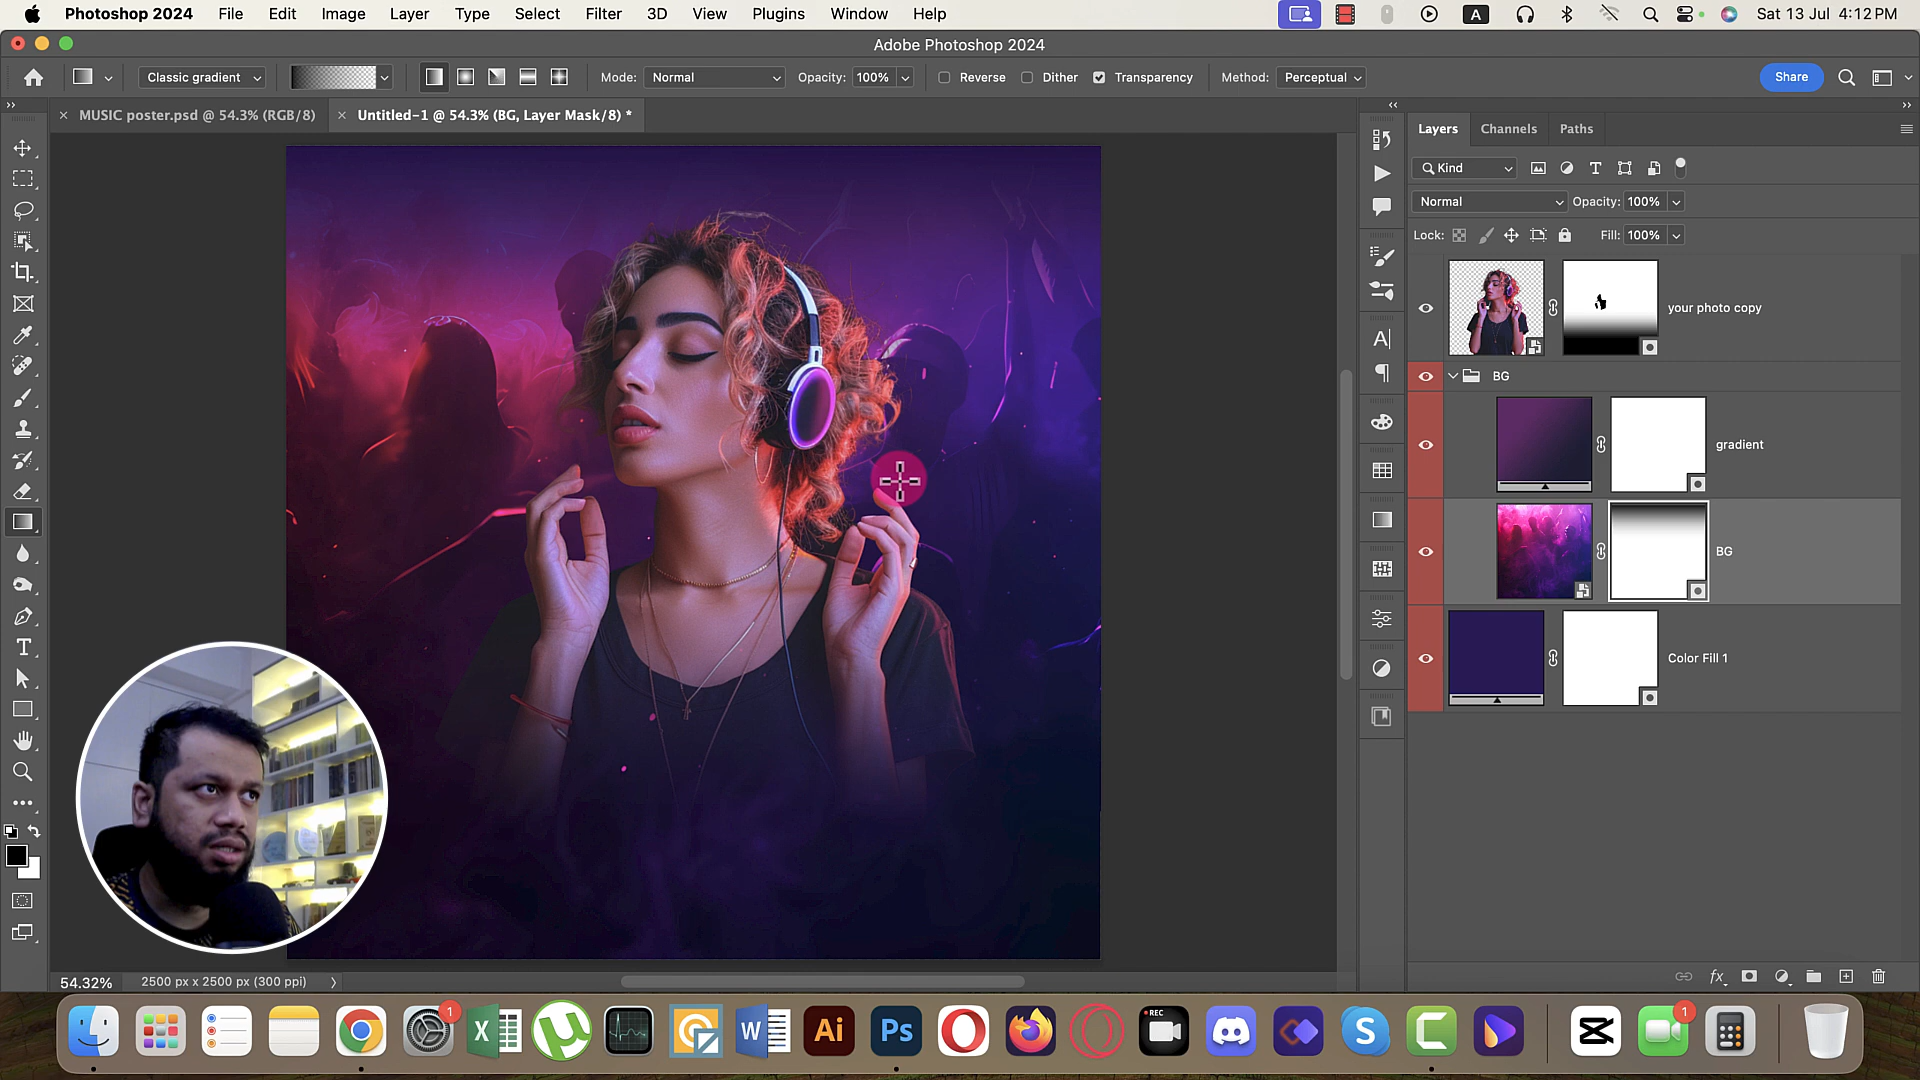 Photoshop 2024 File Edit Image Layer Type Select Filter 3D View Plugins Window Help A Sat 13 Jul 4:12 PM
Adobe Photoshop 2024
Classic gradient Mode: Normal Opacity: 100% Reverse Dither Transparency Method: Perceptual Share
MUSIC poster.psd @ 54.3% (RGB/8) Untitled-1 @ 54.3% (BG, Layer Mask/8) *
Layers Channels Paths
Kind
Normal Opacity: 100%
Lock: Fill: 100%
your photo copy
BG
gradient
BG
Color Fill 1
54.32% 2500 px x 2500 px (300 ppi)
1 X W Ai Ps REC S 1